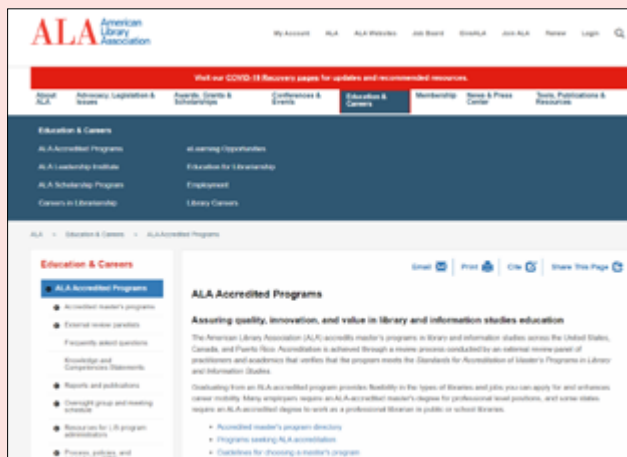 ALA American
Library
Association
My Account ALA ALA Websites Job Board GiveALA Join ALA Renew Login
Visit our COVID-19 Recovery pages for updates and recommended resources.
About ALA
Advocacy, Legislation & Issues
Awards, Grants & Scholarships
Conferences & Events
Education & Careers
Membership
News & Press Center
Tools, Publications & Resources
Education & Careers
ALA Accredited Programs eLearning Opportunities
ALA Leadership Institute Education for Librarianship
ALA Scholarship Program Employment
Careers in Librarianship Library Careers
ALA > Education & Careers > ALA Accredited Programs
Education & Careers
ALA Accredited Programs
Accredited master's programs
External review panelists
Frequently asked questions
Knowledge and
Competencies Statements
Reports and publications
Oversight group and meeting
schedule
Resources for LIS program
administrators
Process, policies, and
Email Print Cite Share This Page
ALA Accredited Programs
Assuring quality, innovation, and value in library and information studies education
The American Library Association (ALA) accredits master's programs in library and information studies across the United States,
Canada, and Puerto Rico. Accreditation is achieved through a review process conducted by an external review panel of
practitioners and academics that verifies that the program meets the Standards for Accreditation of Master's Programs in Library
and Information Studies.
Graduating from an ALA-accredited program provides flexibility in the types of libraries and jobs you can apply for and enhances
career mobility. Many employers require an ALA-accredited master's degree for professional level positions, and some states
require an ALA-accredited degree to work as a professional librarian in public or school libraries.
Accredited master's program directory
Programs seeking ALA accreditation
Guidelines for choosing a master's program